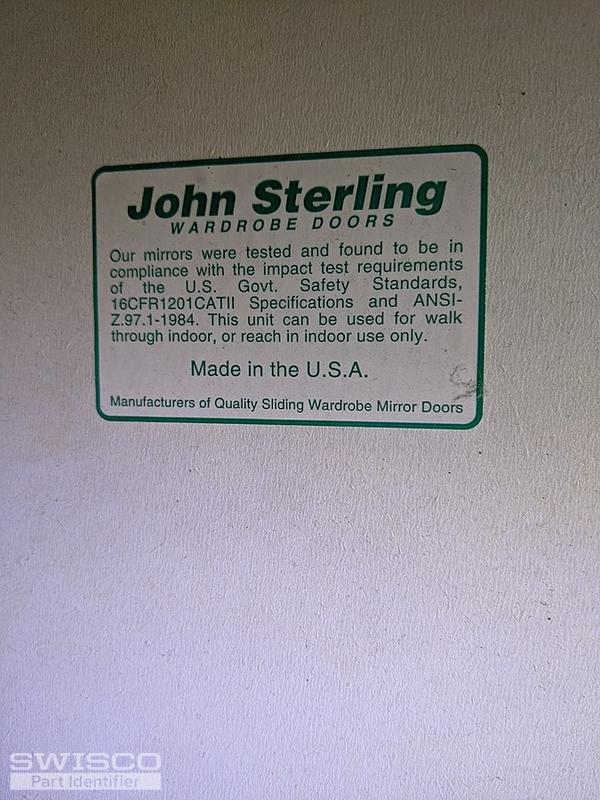 John Sterling
WARDROBE DOORS
Our mirrors were tested and found to be in
compliance with the impact test requirements
of the U.S. Govt. Safety Standards,
16CFR1201CATII Specifications and ANSI-
Z.97.1-1984. This unit can be used for walk
through indoor, or reach in indoor use only.
Made in the U.S.A.
Manufacturers of Quality Sliding Wardrobe Mirror Doors
SWISCO
Part Identifier